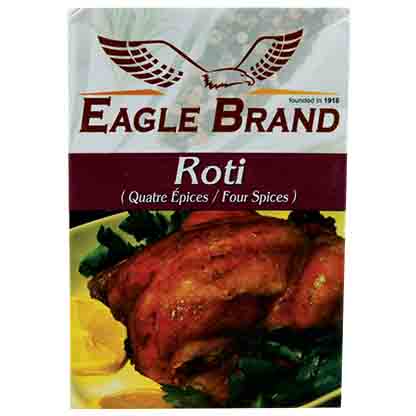 founded in 1918
EAGLE BRAND
Roti
( Quatre Épices / Four Spices )